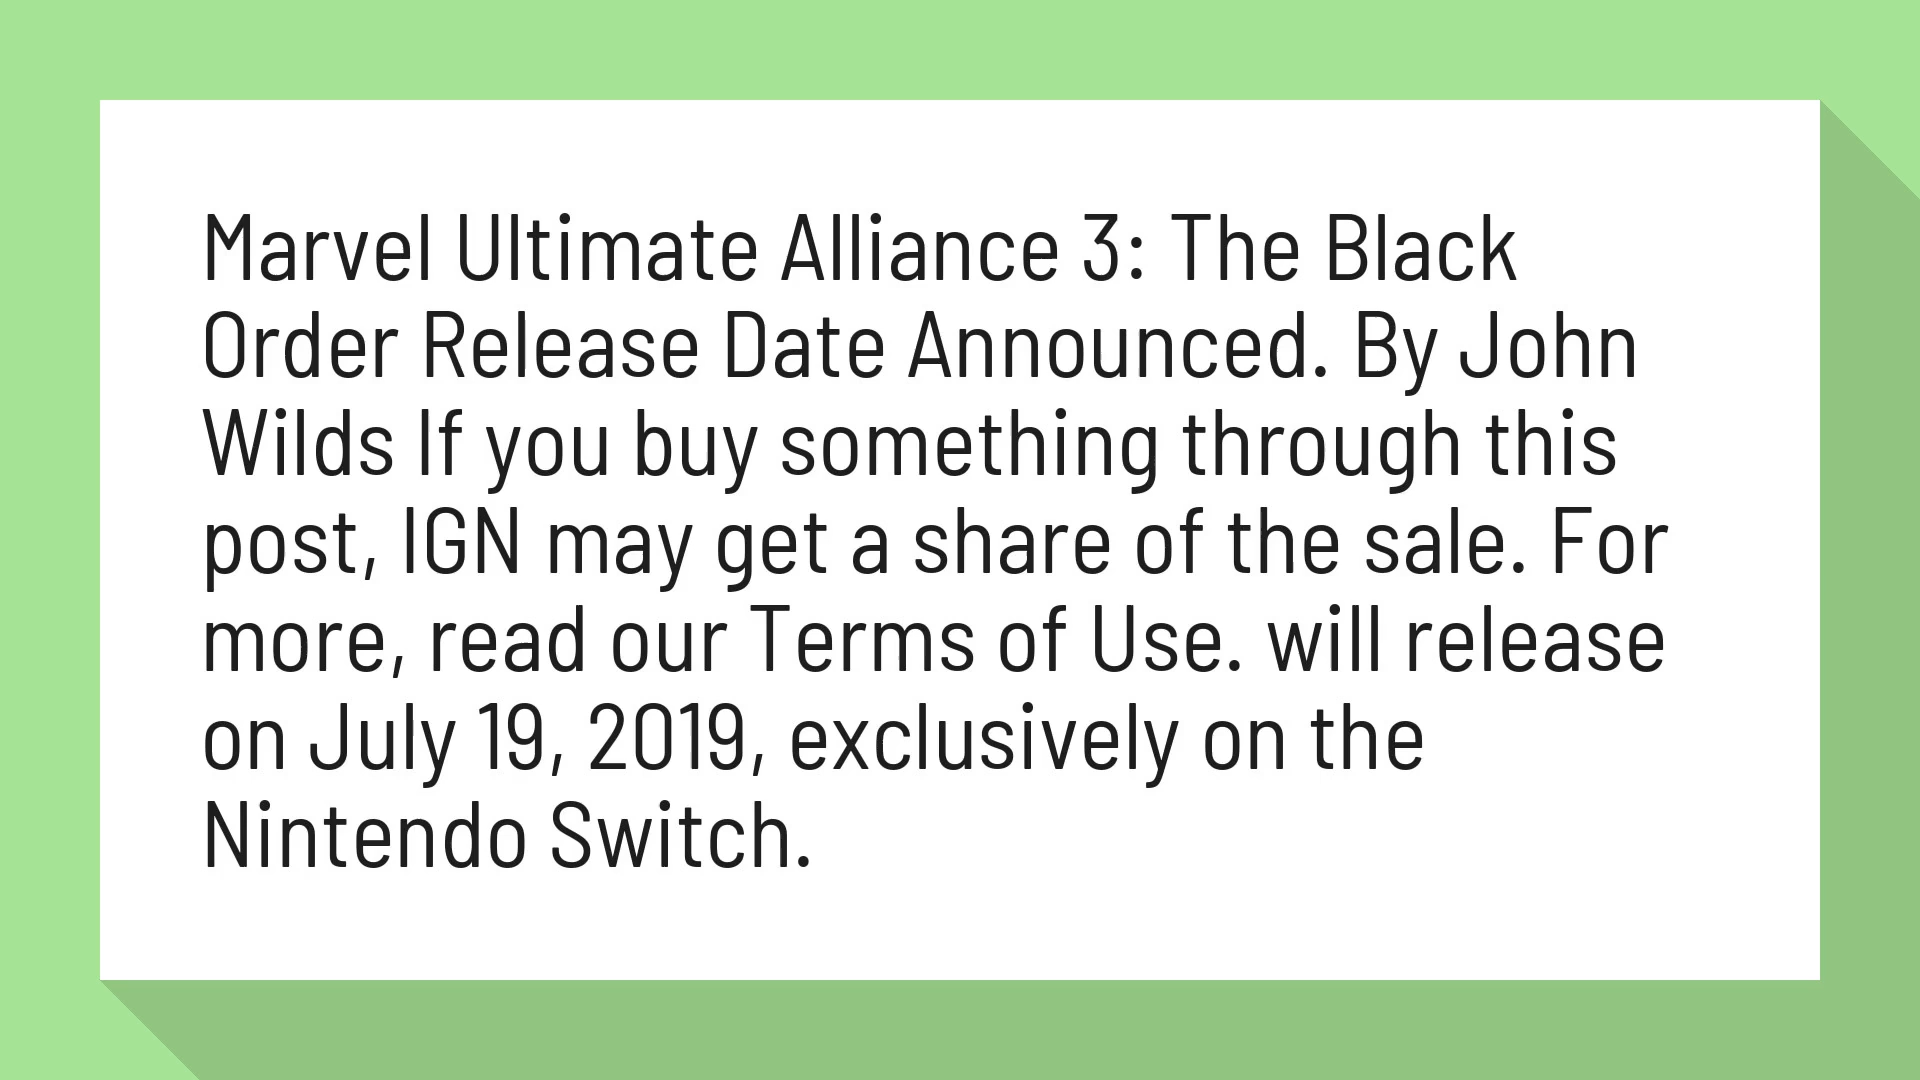 Marvel Ultimate Alliance 3: The Black
Order Release Date Announced. By John
Wilds If you buy something through this
post, IGN may get a share of the sale. For
more, read our Terms of Use. will release
on July 19, 2019, exclusively on the
Nintendo Switch.